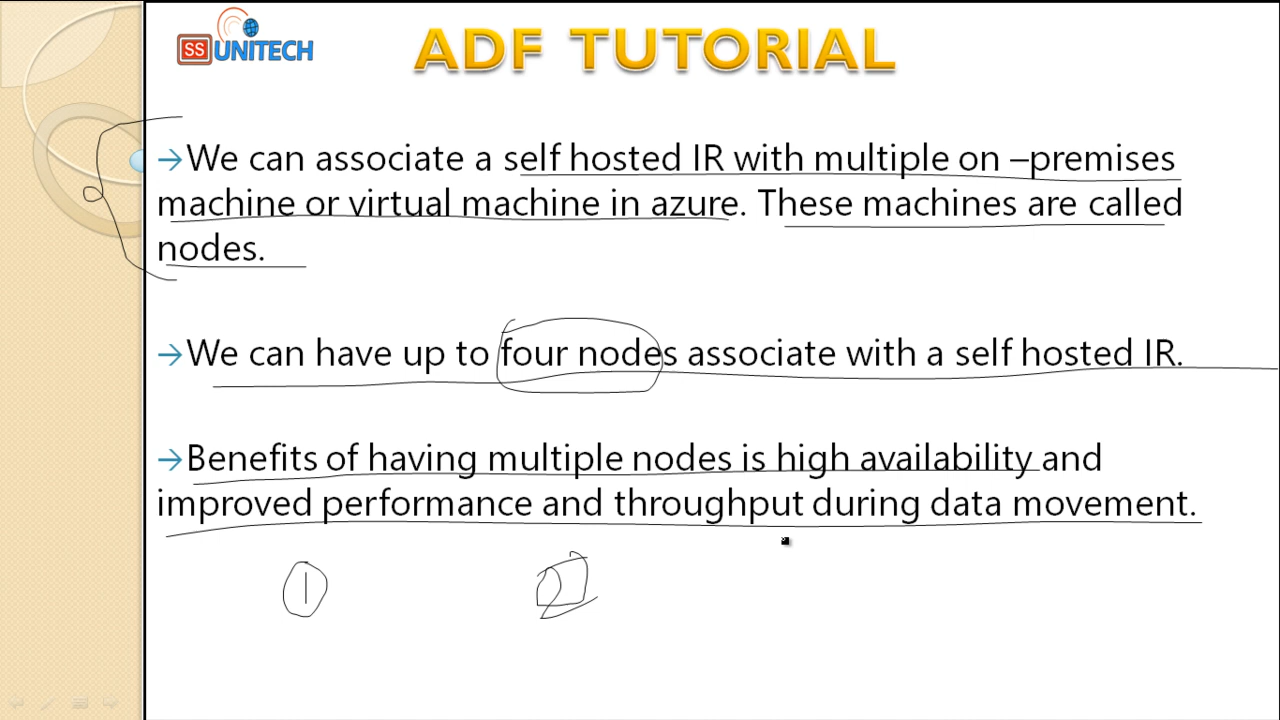 SS UNITECH
ADF TUTORIAL
→We can associate a self hosted IR with multiple on –premises
machine or virtual machine in azure. These machines are called
nodes.
→We can have up to four nodes associate with a self hosted IR.
→Benefits of having multiple nodes is high availability and
improved performance and throughput during data movement.
1 2